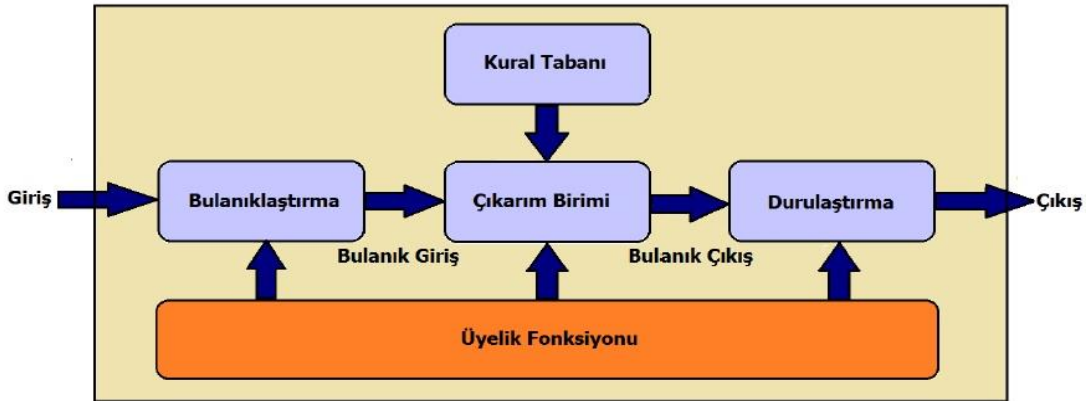 Kural Tabanı
Giriş
Bulanıklaştırma
Çıkarım Birimi
Durulaştırma
Çıkış
Bulanık Giriş
Bulanık Çıkış
Üyelik Fonksiyonu